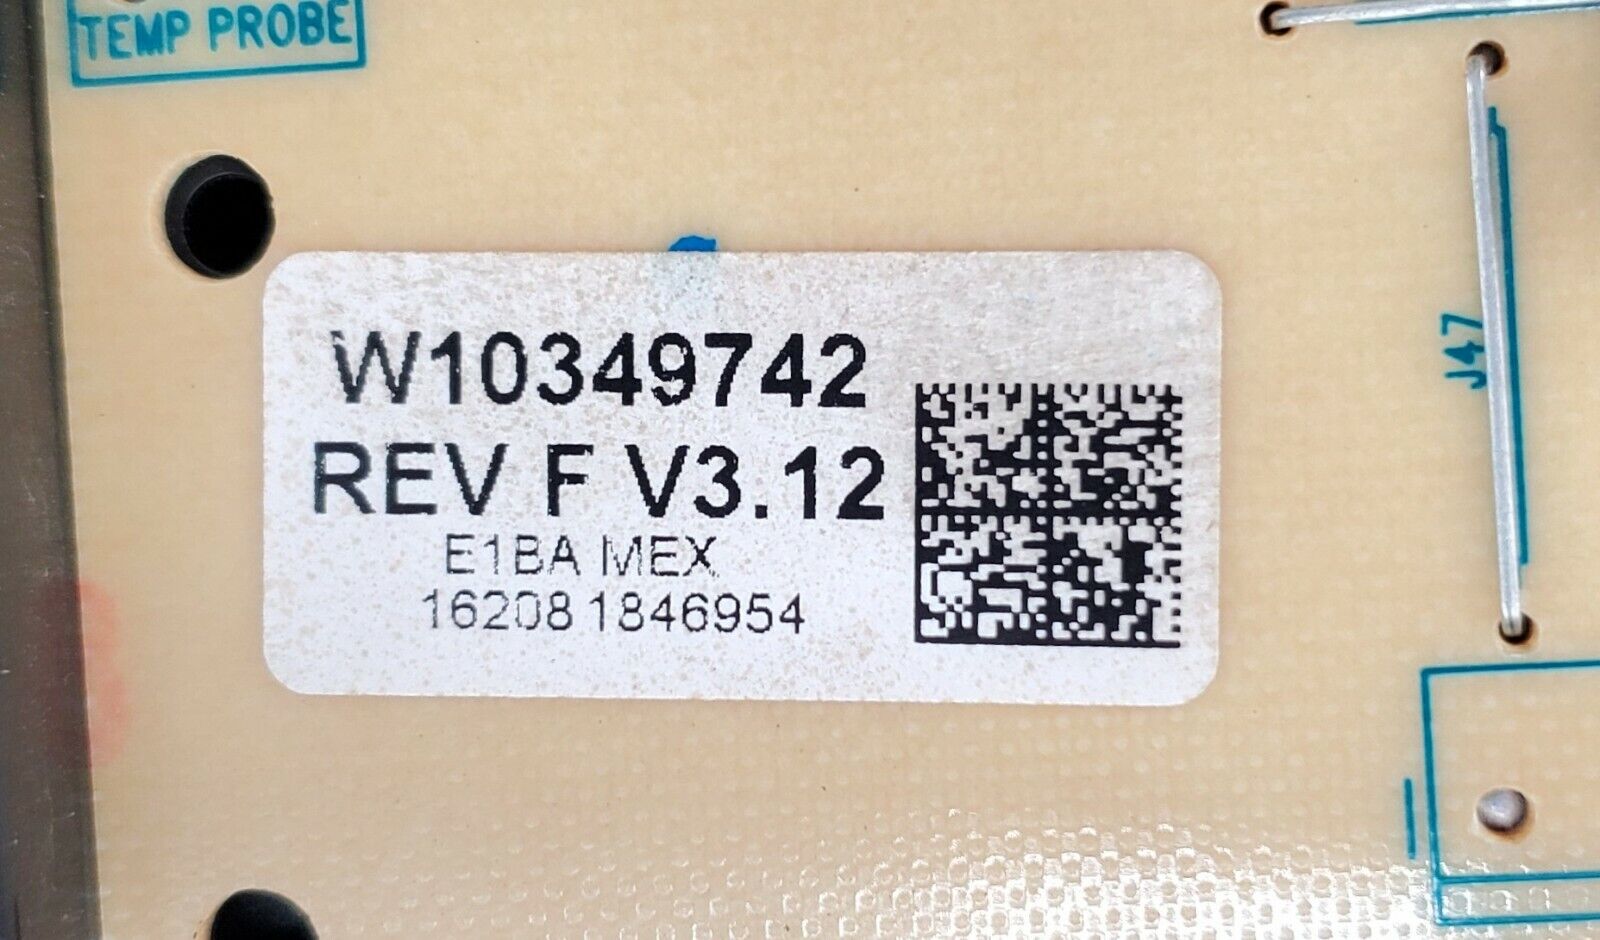 TEMP PROBE
W10349742
REV F V3.12
E1BA MEX
16208 1846954
J47